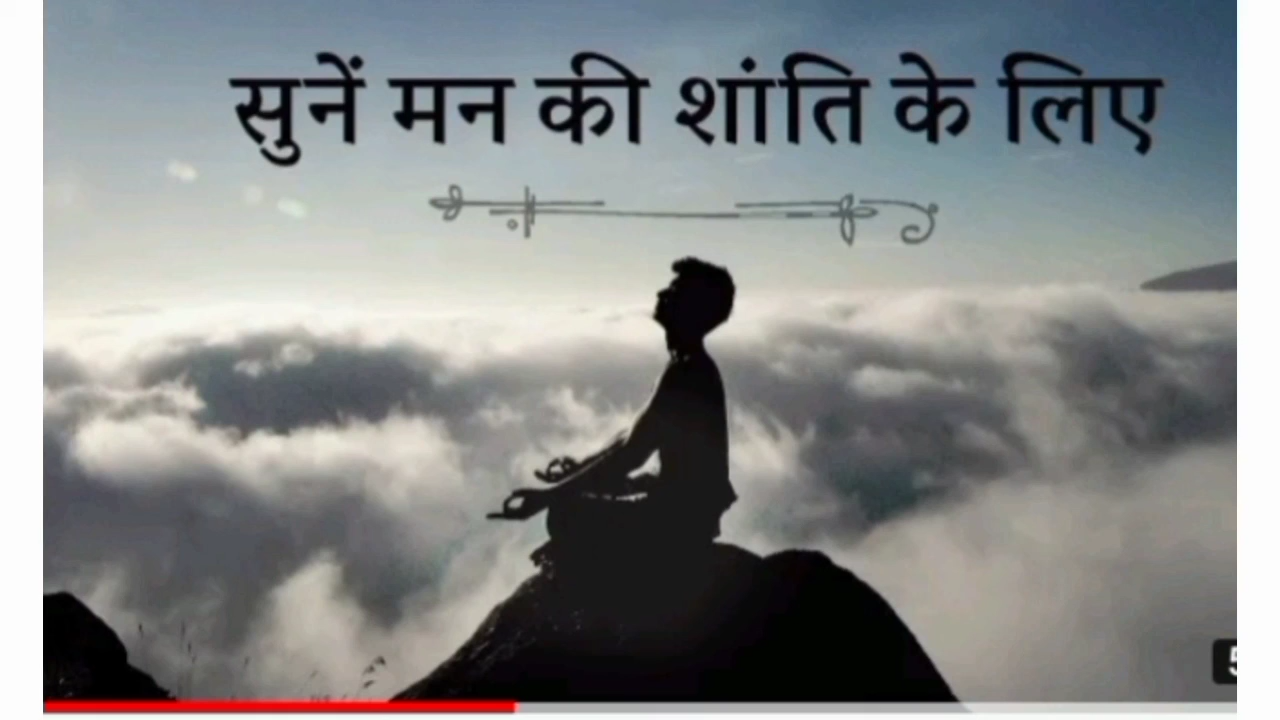 सुनें मन की शांति के लिए